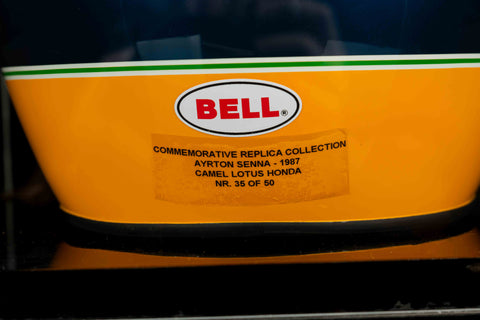 BELL®
COMMEMORATIVE REPLICA COLLECTION
AYRTON SENNA - 1987
CAMEL LOTUS HONDA
NR. 35 OF 50